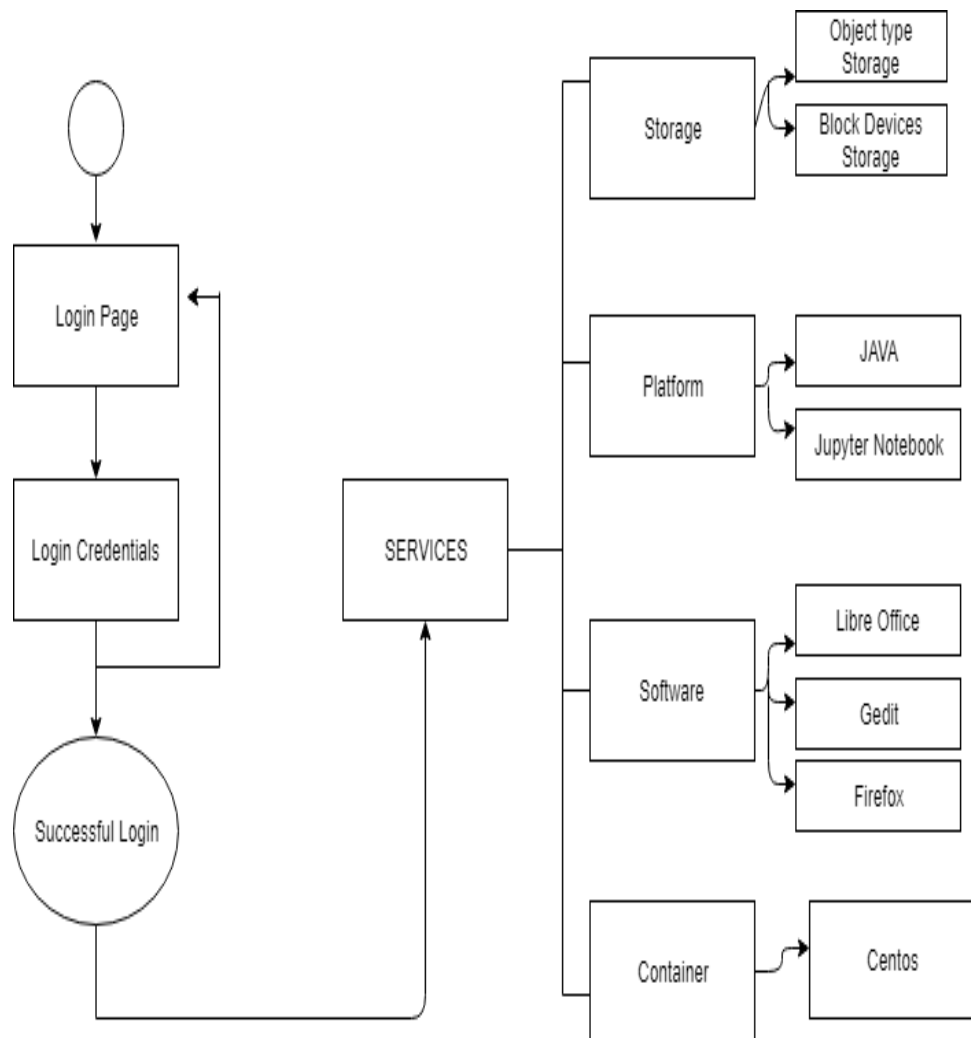 Login Page
Login Credentials
Successful Login
SERVICES
Storage
Object type
Storage
Block Devices
Storage
Platform
JAVA
Jupyter Notebook
Software
Libre Office
Gedit
Firefox
Container
Centos